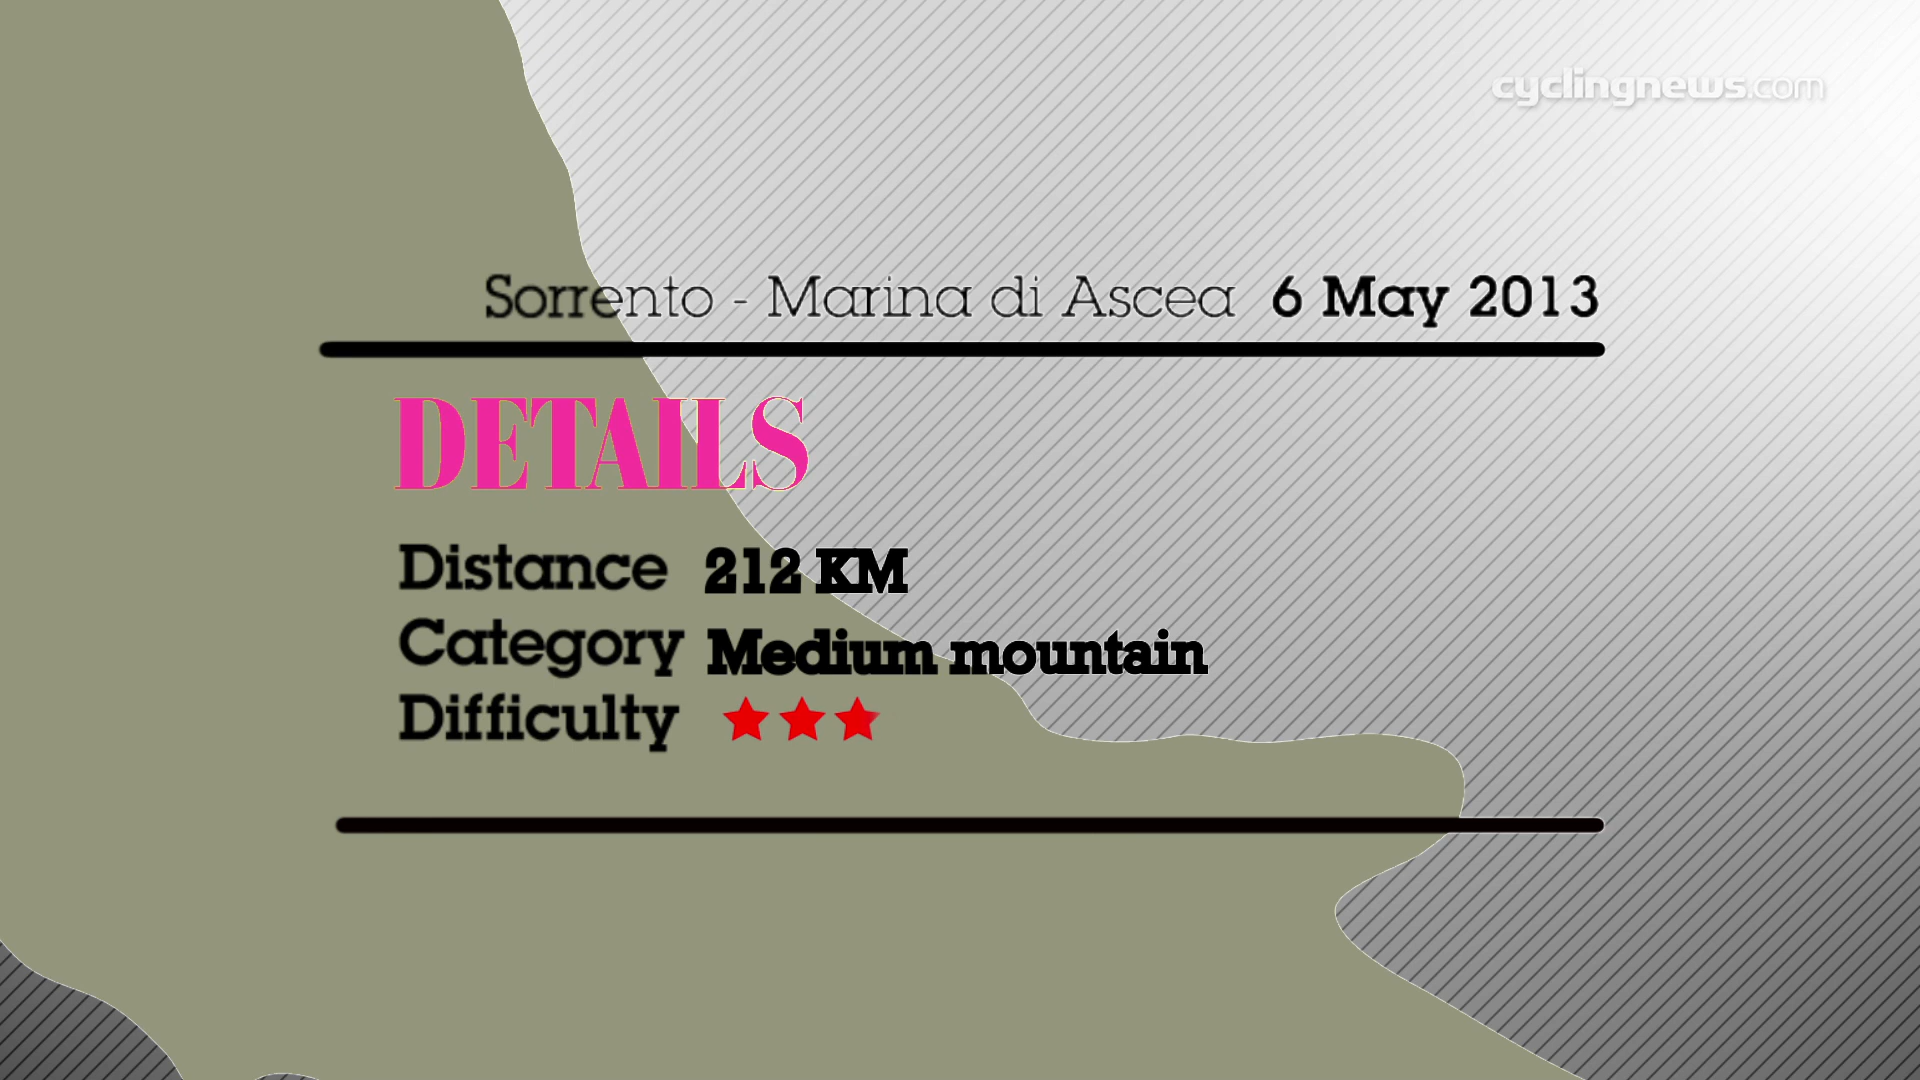 cyclingnews.com
Sorrento - Marina di Ascea 6 May 2013
DETAILS
Distance 212 KM
Category Medium mountain
Difficulty